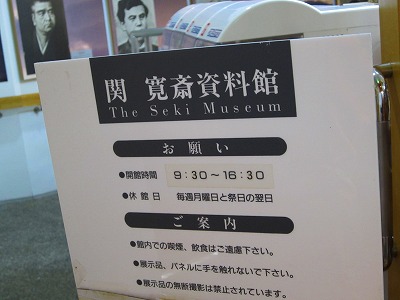 関 寛斎資料館
The Seki Museum
お願い
●開館時間 9:30～16:30
●休館日 毎週月曜日と祭日の翌日
ご案内
●館内での喫煙、飲食はご遠慮下さい。
●展示品、パネルに手を触れないで下さい。
●展示品の無断撮影は禁止されています。